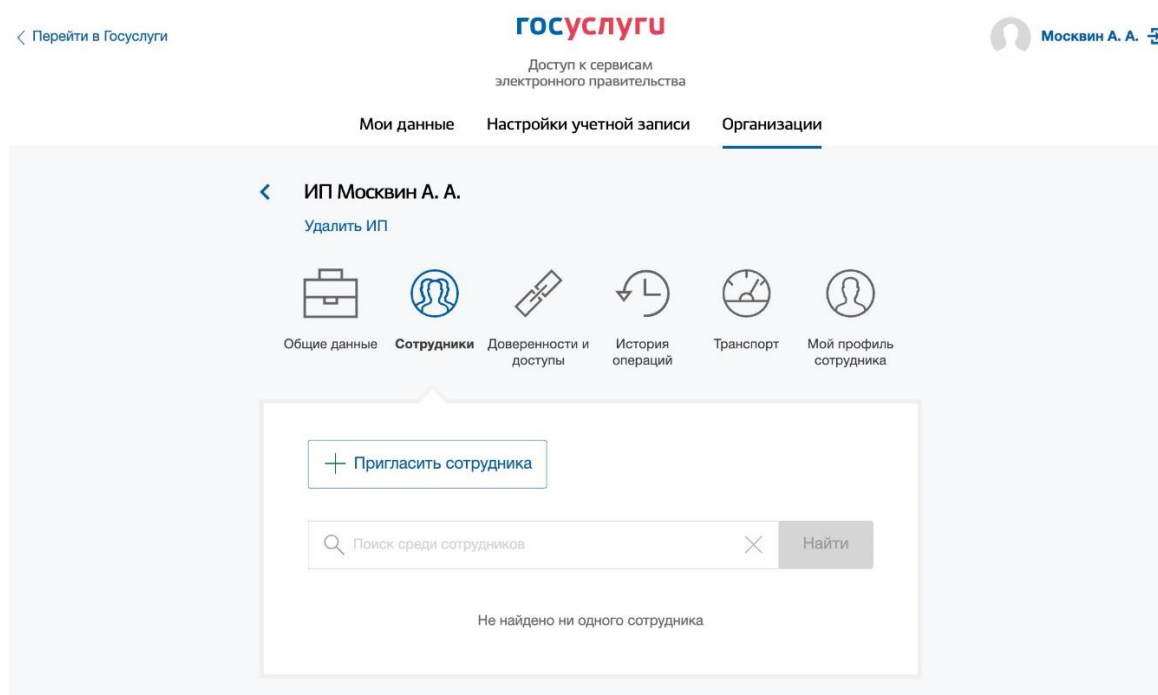 Перейти в Госуслуги
госуслуги
Москвин А. А.
Доступ к сервисам
электронного правительства
Мои данные
Настройки учетной записи
Организации
ИП Москвин А. А.
Удалить ИП
Общие данные
Сотрудники
Доверенности и
доступы
История
операций
Транспорт
Мой профиль
сотрудника
Пригласить сотрудника
Поиск среди сотрудников
Найти
Не найдено ни одного сотрудника